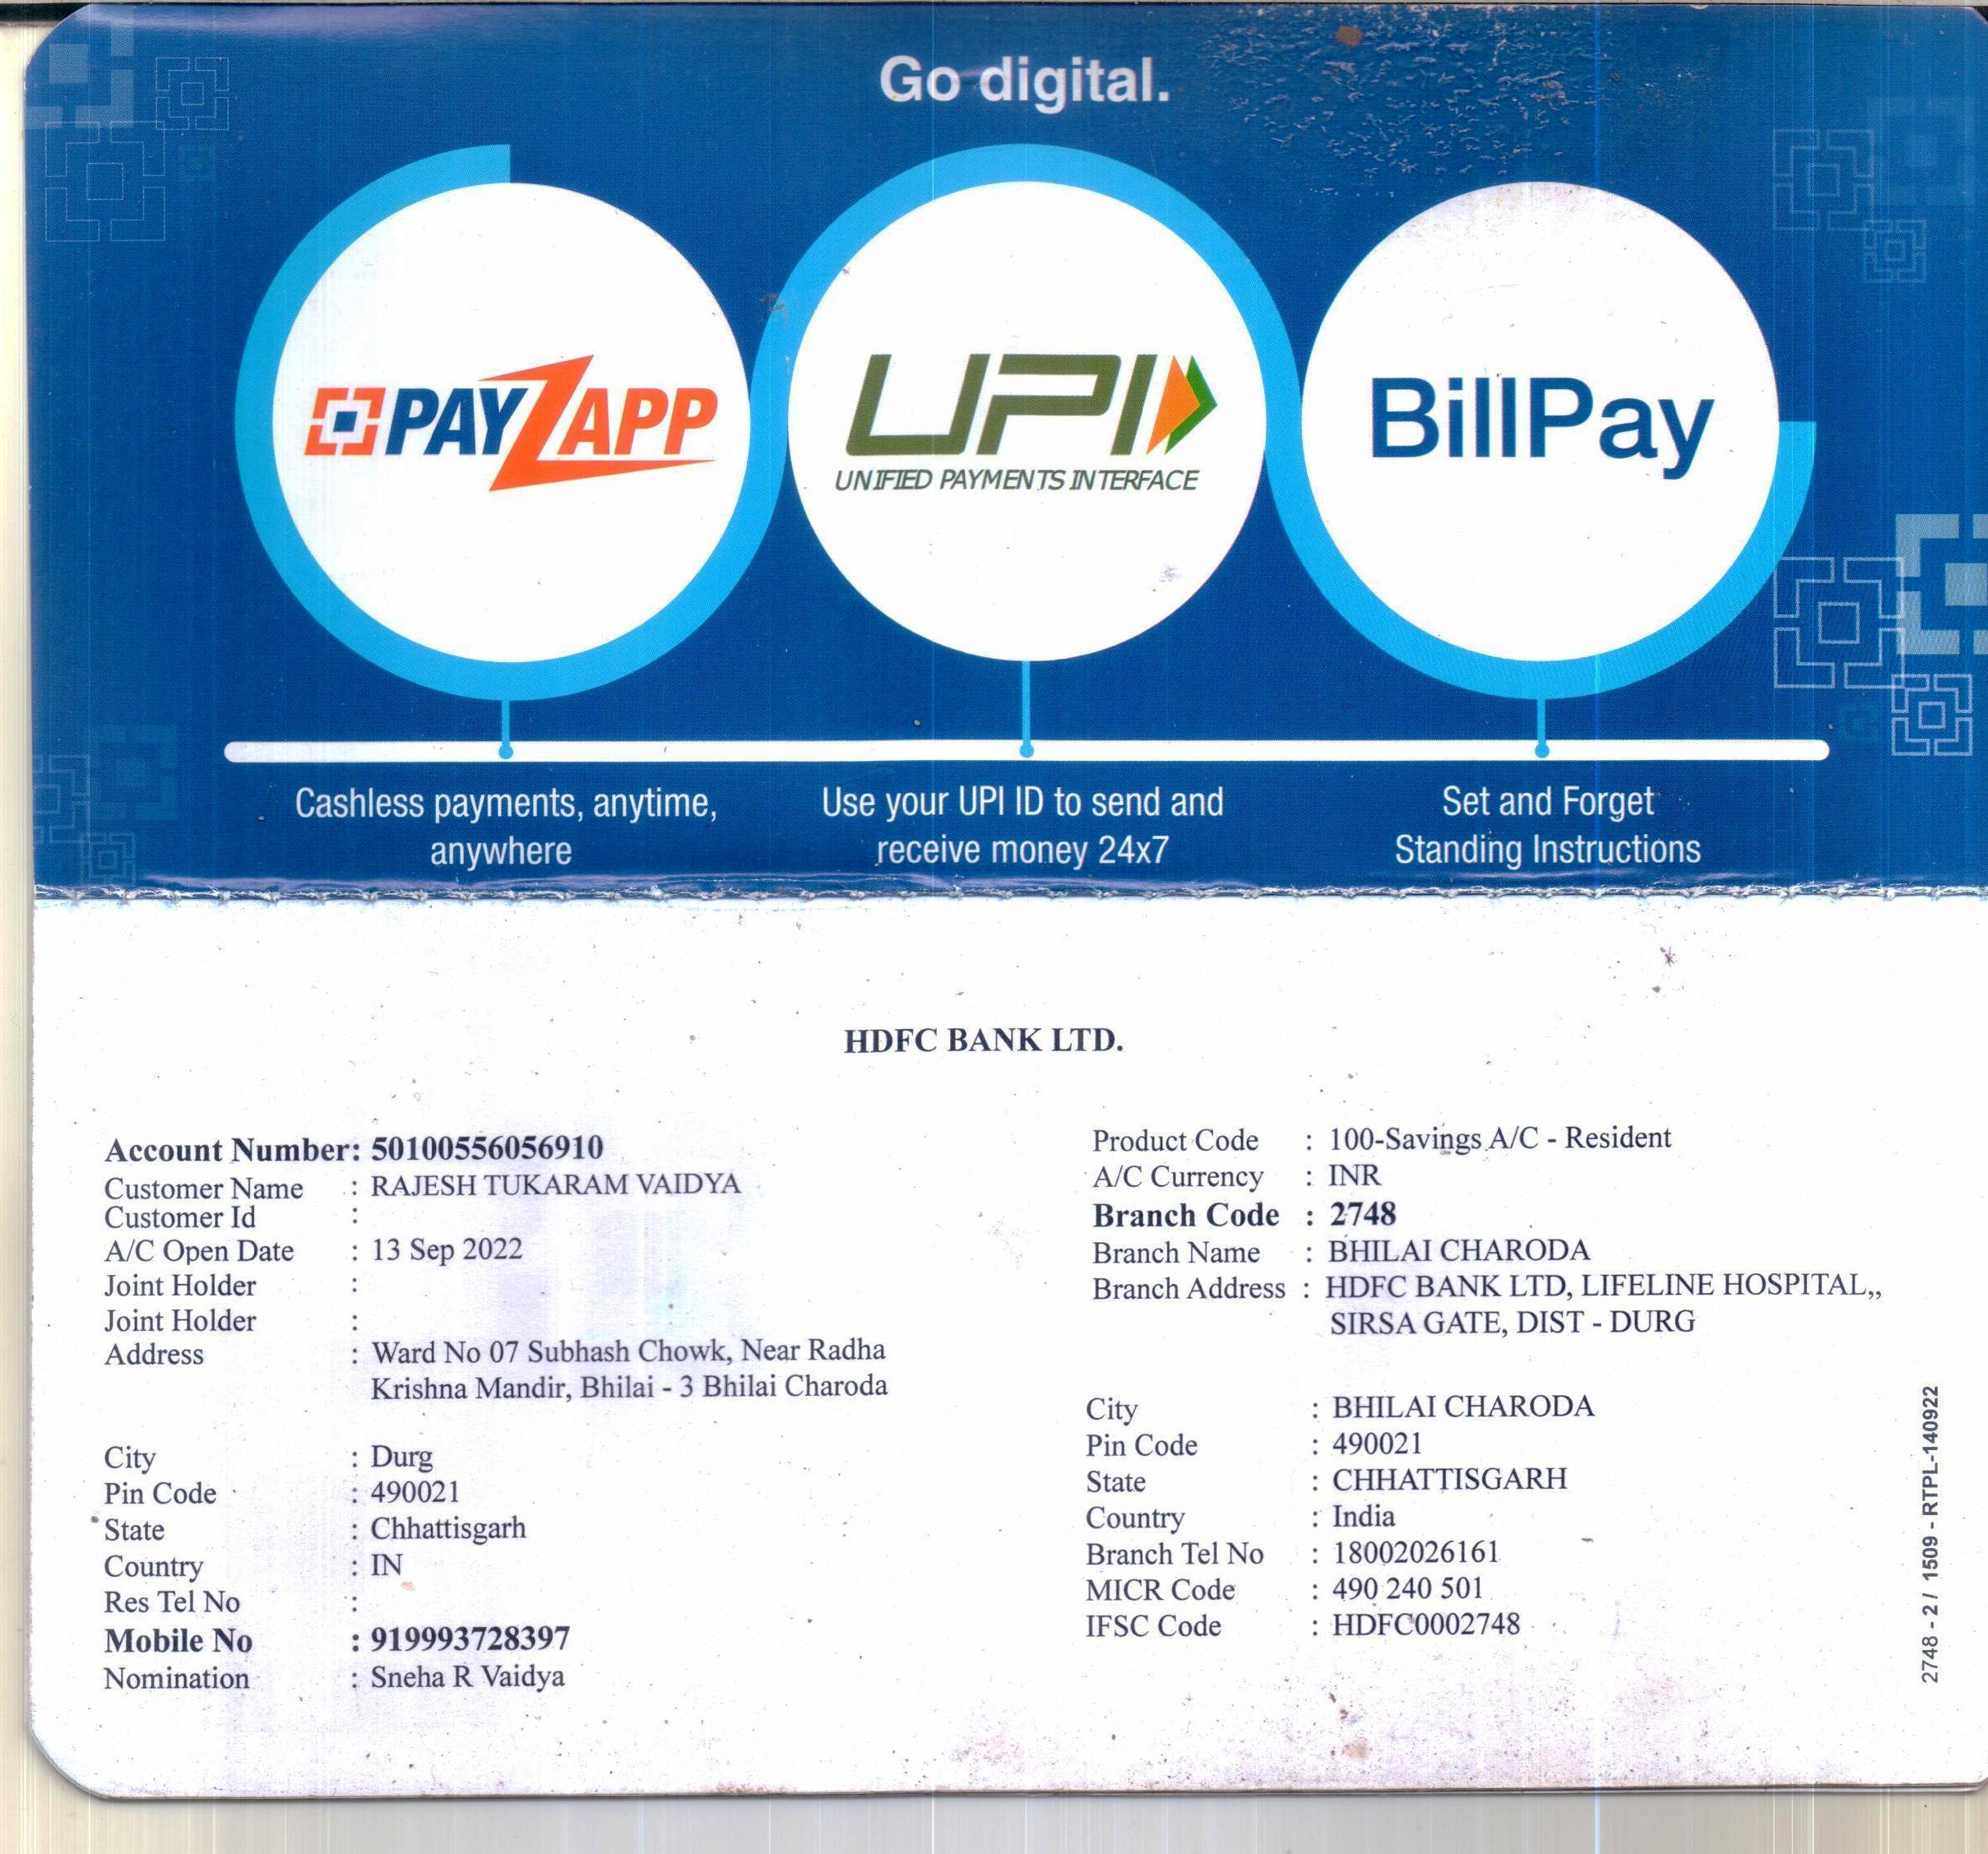 Go digital.
PAYZAPP
UPI
UNIFIED PAYMENTS INTERFACE
BillPay
Cashless payments, anytime,
anywhere
Use your UPI ID to send and
receive money 24x7
Set and Forget
Standing Instructions
HDFC BANK LTD.
Account Number: 50100556056910
Customer Name : RAJESH TUKARAM VAIDYA
Customer Id :
A/C Open Date : 13 Sep 2022
Joint Holder :
Joint Holder :
Address : Ward No 07 Subhash Chowk, Near Radha
Krishna Mandir, Bhilai - 3 Bhilai Charoda
City : Durg
Pin Code : 490021
State : Chhattisgarh
Country : IN
Res Tel No :
Mobile No : 919993728397
Nomination : Sneha R Vaidya
Product Code : 100-Savings A/C - Resident
A/C Currency : INR
Branch Code : 2748
Branch Name : BHILAI CHARODA
Branch Address : HDFC BANK LTD, LIFELINE HOSPITAL,,
SIRSA GATE, DIST - DURG
City : BHILAI CHARODA
Pin Code : 490021
State : CHHATTISGARH
Country : India
Branch Tel No : 18002026161
MICR Code : 490 240 501
IFSC Code : HDFC0002748
2748 - 2 / 1509 - RTPL-140922